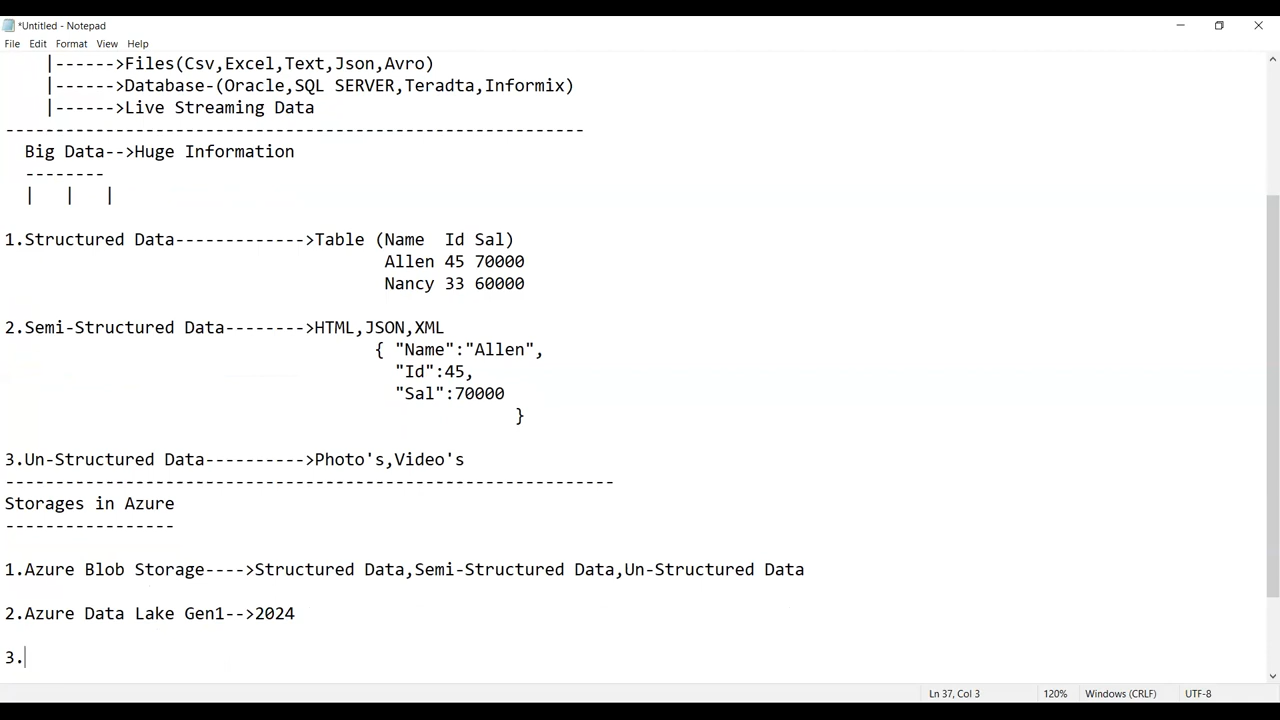 *Untitled - Notepad
File Edit Format View Help
|------>Files(Csv,Excel,Text,Json,Avro)
|------>Database-(Oracle,SQL SERVER,Teradta,Informix)
|------>Live Streaming Data
----------------------------------------------------------
Big Data-->Huge Information
--------
| | |
1.Structured Data------------->Table (Name Id Sal)
Allen 45 70000
Nancy 33 60000
2.Semi-Structured Data-------->HTML,JSON,XML
{ "Name":"Allen",
"Id":45,
"Sal":70000
}
3.Un-Structured Data---------->Photo's,Video's
-------------------------------------------------------------
Storages in Azure
-----------------
1.Azure Blob Storage---->Structured Data,Semi-Structured Data,Un-Structured Data
2.Azure Data Lake Gen1-->2024
3.
Ln 37, Col 3 120% Windows (CRLF) UTF-8